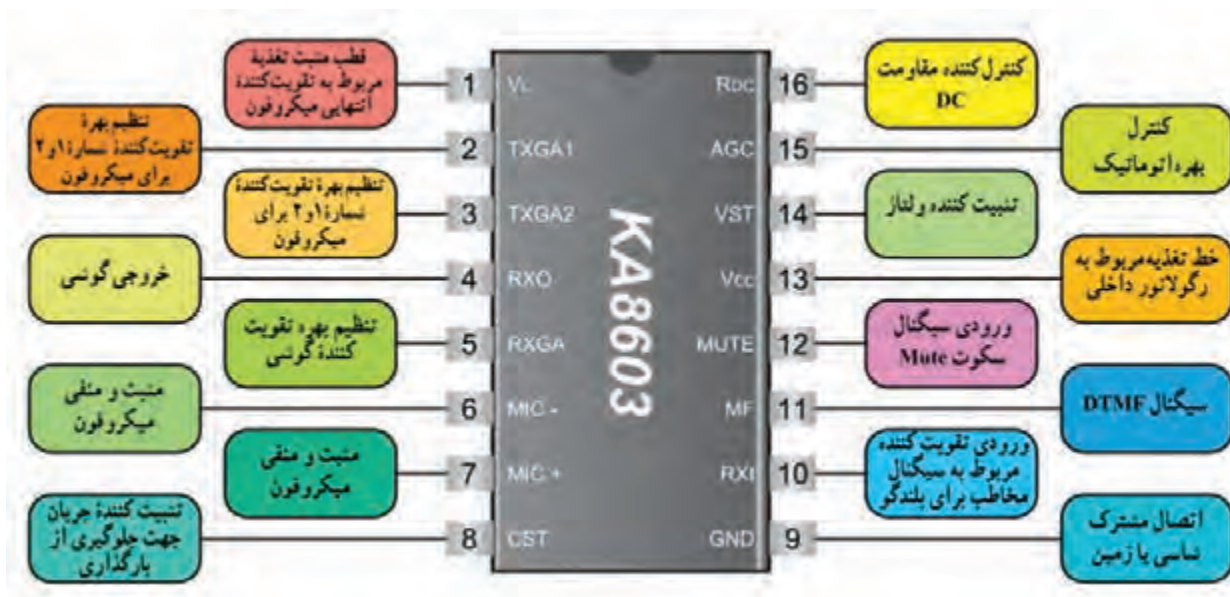 قطب مثبت تغذیهٔ
مربوط به تقویت‌کنندهٔ
انتهایی میکروفون
1
VL
تنظیم بهرهٔ
تقویت‌کنندهٔ شمارهٔ ۱ و ۲
برای میکروفون
2
TXGA1
تنظیم بهرهٔ تقویت‌کنندهٔ
شمارهٔ ۱ و ۲ برای
میکروفون
3
TXGA2
خروجی گوشی
4
RXO
تنظیم بهره تقویت
کنندهٔ گوشی
5
RXGA
مثبت و منفی
میکروفون
6
MIC -
مثبت و منفی
میکروفون
7
MIC +
تثبیت کنندهٔ جریان
جهت جلوگیری از
بارگذاری
8
CST
KA8603
RDC
16
کنترل‌کننده مقاومت
DC
AGC
15
کنترل
بهره اتوماتیک
VST
14
تثبیت کننده ولتاژ
Vcc
13
خط تغذیه مربوط به
رگولاتور داخلی
MUTE
12
ورودی سیگنال
سکوت Mute
MF
11
سیگنال DTMF
RXI
10
ورودی تقویت کننده
مربوط به سیگنال
مخاطب برای بلندگو
GND
9
اتصال مشترک
شاسی یا زمین